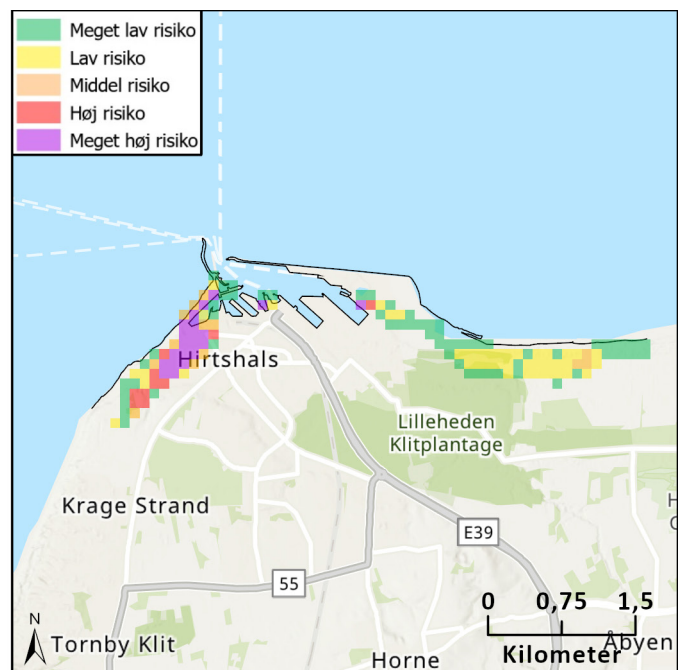 Meget lav risiko
Lav risiko
Middel risiko
Høj risiko
Meget høj risiko
Hirtshals
Lilleheden
Klitplantage
Krage Strand
E39
55
0 0,75 1,5
Kilometer
N
Tornby Klit
Horne
Åbyen